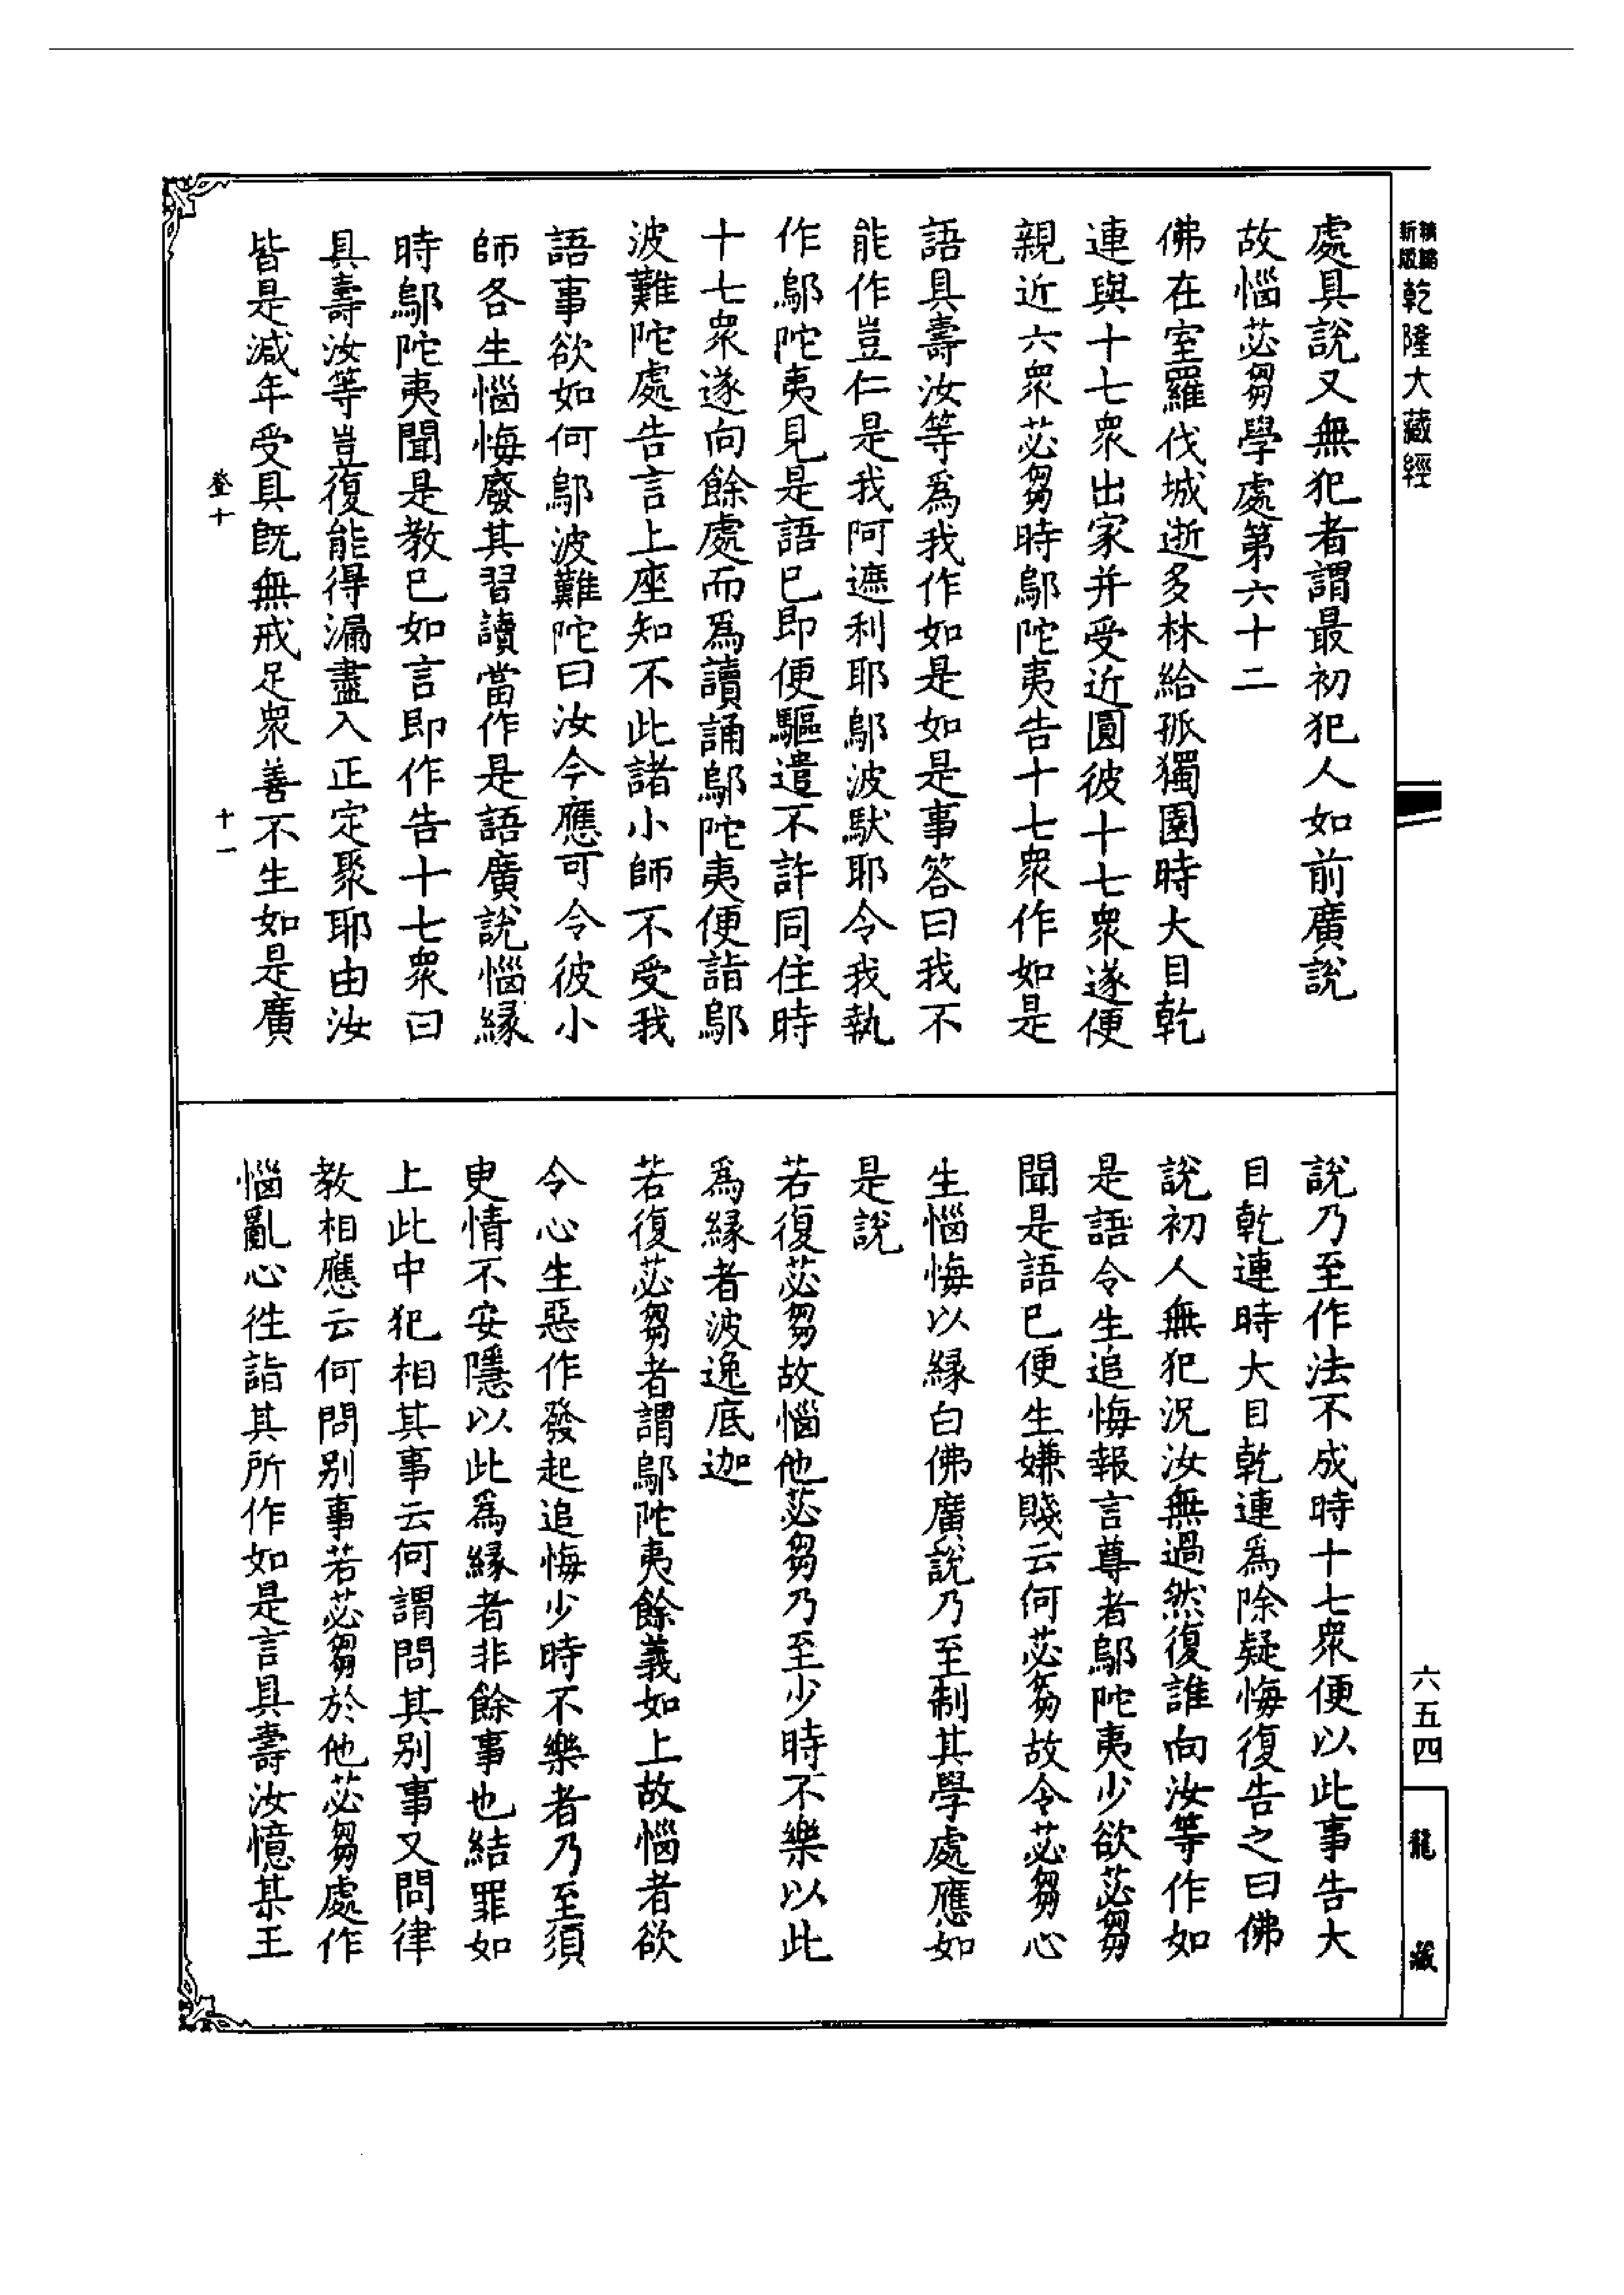 新版
乾隆大藏經
處具說又無犯者謂最初犯人如前廣說
故惱苾芻學處第六十二
佛在室羅伐城逝多林給孤獨園時大目乾
連與十七衆出家并受近圓彼十七衆遂便
親近六衆苾芻時鄔陀夷告十七衆作如是
語具壽汝等爲我作如是如是事答曰我不
能作豈仁是我阿遮利耶鄔波馱耶令我執
作鄔陀夷見是語已即便驅遣不許同住時
十七衆遂向餘處而爲讀誦鄔陀夷便詣鄔
波難陀處告言上座知不此諸小師不受我
語事欲如何鄔波難陀曰汝今應可令彼小
師各生惱悔廢其習讀當作是語廣說惱緣
時鄔陀夷聞是教已如言即作告十七衆曰
具壽汝等豈復能得漏盡入正定聚耶由汝
皆是減年受具旣無戒足衆善不生如是廣
登十
十一
說乃至作法不成時十七衆便以此事告大
目乾連時大目乾連爲除疑悔復告之曰佛
說初人無犯況汝無過然復誰向汝等作如
是語令生追悔報言尊者鄔陀夷少欲苾芻
聞是語已便生嫌賤云何苾芻故令苾芻心
生惱悔以緣白佛廣說乃至制其學處應如
是說
若復苾芻故惱他苾芻乃至少時不樂以此
爲緣者波逸底迦
若復苾芻者謂鄔陀夷餘義如上故惱者欲
令心生惡作發起追悔少時不樂者乃至須
臾情不安隱以此爲緣者非餘事也結罪如
上此中犯相其事云何謂問其別事又問律
教相應云何問別事若苾芻於他苾芻處作
惱亂心徃詣其所作如是言具壽汝憶某王
六五四
龍藏